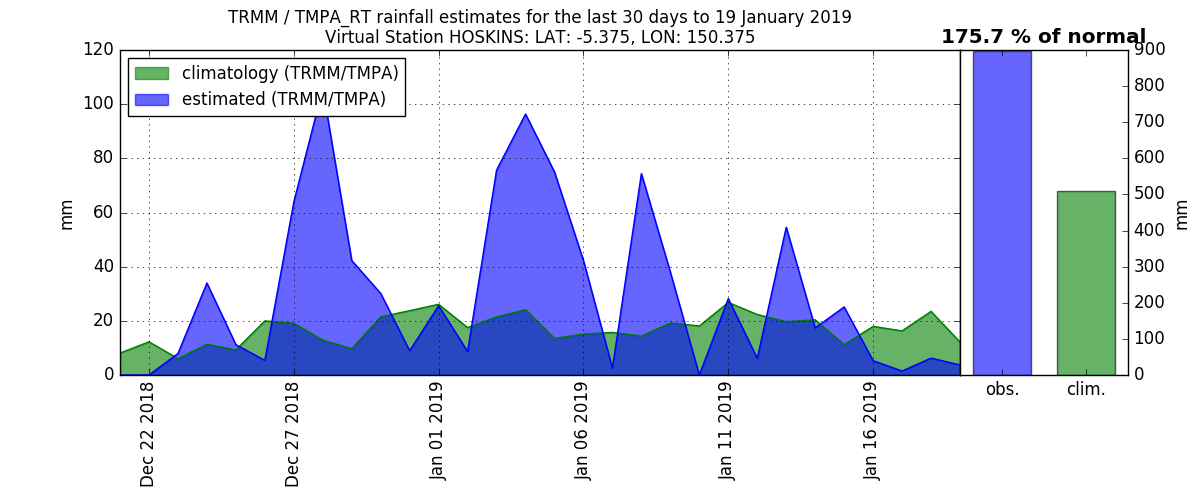 TRMM / TMPA_RT rainfall estimates for the last 30 days to 19 January 2019
Virtual Station HOSKINS: LAT: -5.375, LON: 150.375
175.7 % of normal
climatology (TRMM/TMPA)
estimated (TRMM/TMPA)
120
100
80
60
40
20
0
mm
Dec 22 2018
Dec 27 2018
Jan 01 2019
Jan 06 2019
Jan 11 2019
Jan 16 2019
900
800
700
600
500
400
300
200
100
0
mm
obs.
clim.